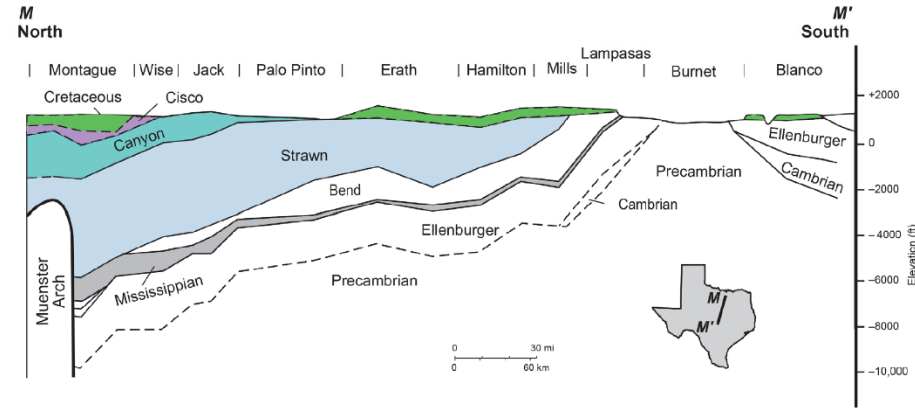 M
North
M'
South
Montague
Wise
Jack
Palo Pinto
Erath
Hamilton
Mills
Lampasas
Burnet
Blanco
Cretaceous
Cisco
Canyon
Strawn
Bend
Mississippian
Ellenburger
Cambrian
Precambrian
Precambrian
Ellenburger
Cambrian
Muenster
Arch
+2000
0
-2000
-4000
-6000
-8000
-10,000
Elevation (ft)
M
M'
0 30 mi
0 60 km